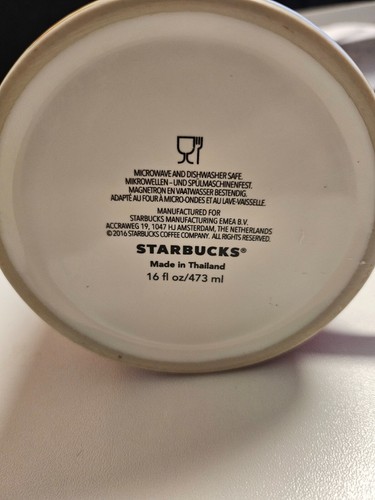 MICROWAVE AND DISHWASHER SAFE.
MIKROWELLEN – UND SPÜLMASCHINENFEST.
MAGNETRON EN VAATWASSER BESTENDIG.
ADAPTÉ AU FOUR À MICRO-ONDES ET AU LAVE-VAISSELLE.
MANUFACTURED FOR
STARBUCKS MANUFACTURING EMEA B.V.
ACCRAWEG 19, 1047 HJ AMSTERDAM, THE NETHERLANDS
© 2016 STARBUCKS COFFEE COMPANY. ALL RIGHTS RESERVED.
STARBUCKS®
Made in Thailand
16 fl oz/473 ml